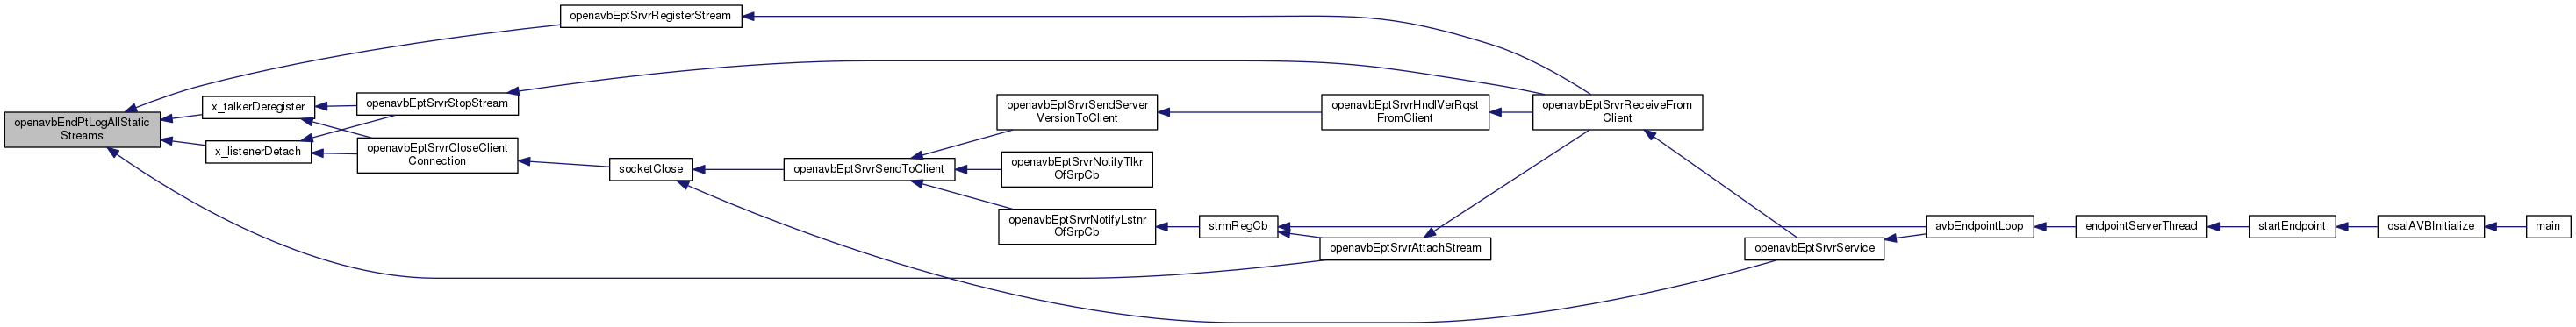 openavbEptSrvrRegisterStream
x_talkerDeregister
openavbEptSrvrStopStream
openavbEndPtLogAllStatic
Streams
x_listenerDetach
openavbEptSrvrCloseClient
Connection
socketClose
openavbEptSrvrSendToClient
openavbEptSrvrSendServer
VersionToClient
openavbEptSrvrNotifyTlkr
OfSrpCb
openavbEptSrvrNotifyLstnr
OfSrpCb
strmRegCb
openavbEptSrvrHndlVerRqst
FromClient
openavbEptSrvrAttachStream
openavbEptSrvrReceiveFrom
Client
openavbEptSrvrService
avbEndpointLoop
endpointServerThread
startEndpoint
osalAVBInitialize
main